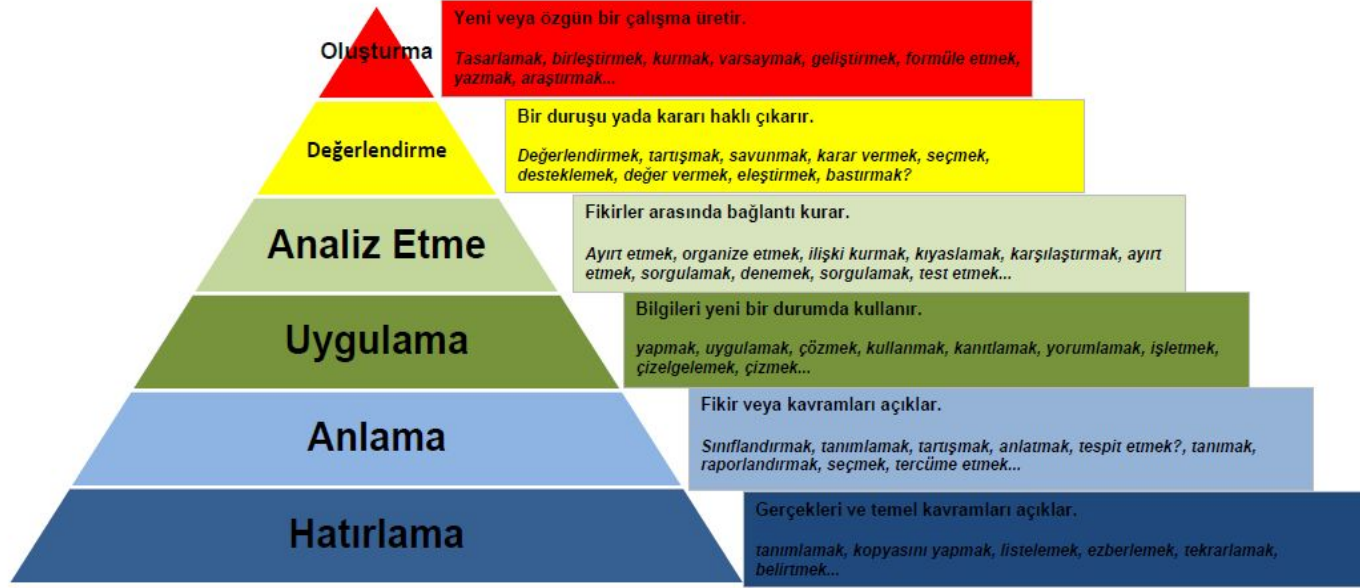 Oluşturma
Yeni veya özgün bir çalışma üretir.
Tasarlamak, birleştirmek, kurmak, varsaymak, geliştirmek, formûle etmek,
yazmak, araştırmak...
Değerlendirme
Bir duruşu yada kararı haklı çıkarır.
Değerlendirmek, tartışmak, savunmak, karar vermek, seçmek,
desteklemek, değer vermek, eleştirmek, bastırmak?
Analiz Etme
Fikirler arasında bağlantı kurar.
Ayırt etmek, organize etmek, ilişki kurmak, kıyaslamak, karşılaştırmak, ayırt
etmek, sorgulamak, denemek, sorgulamak, test etmek...
Uygulama
Bilgileri yeni bir durumda kullanır.
yapmak, uygulamak, çözmek, kullanmak, kanıtlamak, yorumlamak, işletmek,
çizelgelemek, çizmek...
Anlama
Fikir veya kavramları açıklar.
Sınıflandırmak, tanımlamak, tartışmak, anlatmak, tespit etmek?, tanımak,
raporlandırmak, seçmek, tercüme etmek...
Hatırlama
Gerçekleri ve temel kavramları açıklar.
tanımlamak, kopyasını yapmak, listelemek, ezberlemek, tekrarlamak,
belirtmek...